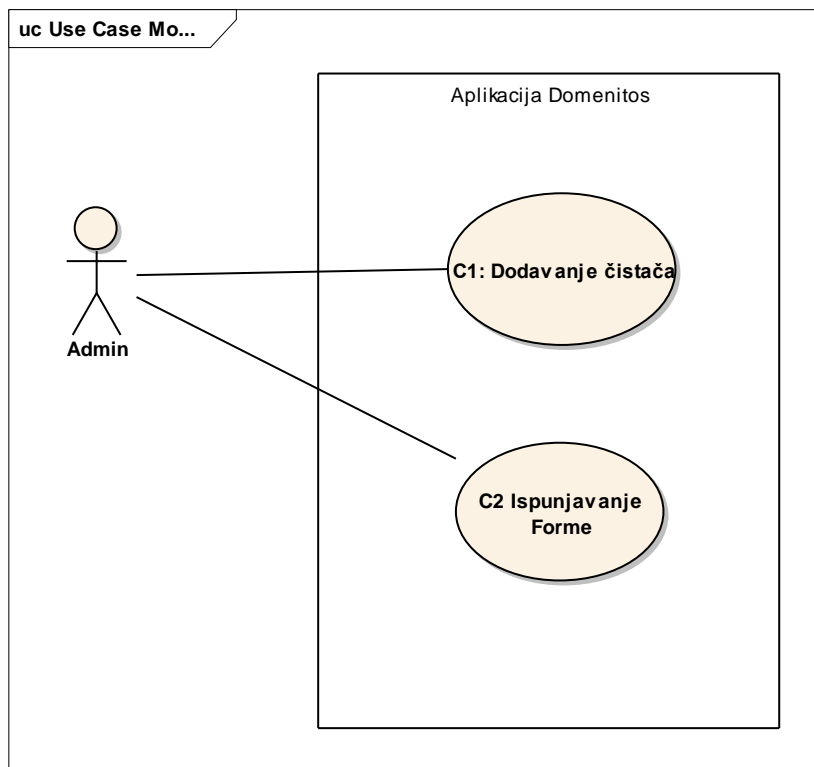 uc Use Case Mo...
Aplikacija Domenitos
C1: Dodavanje čistača
Admin
C2 Ispunjavanje
Forme